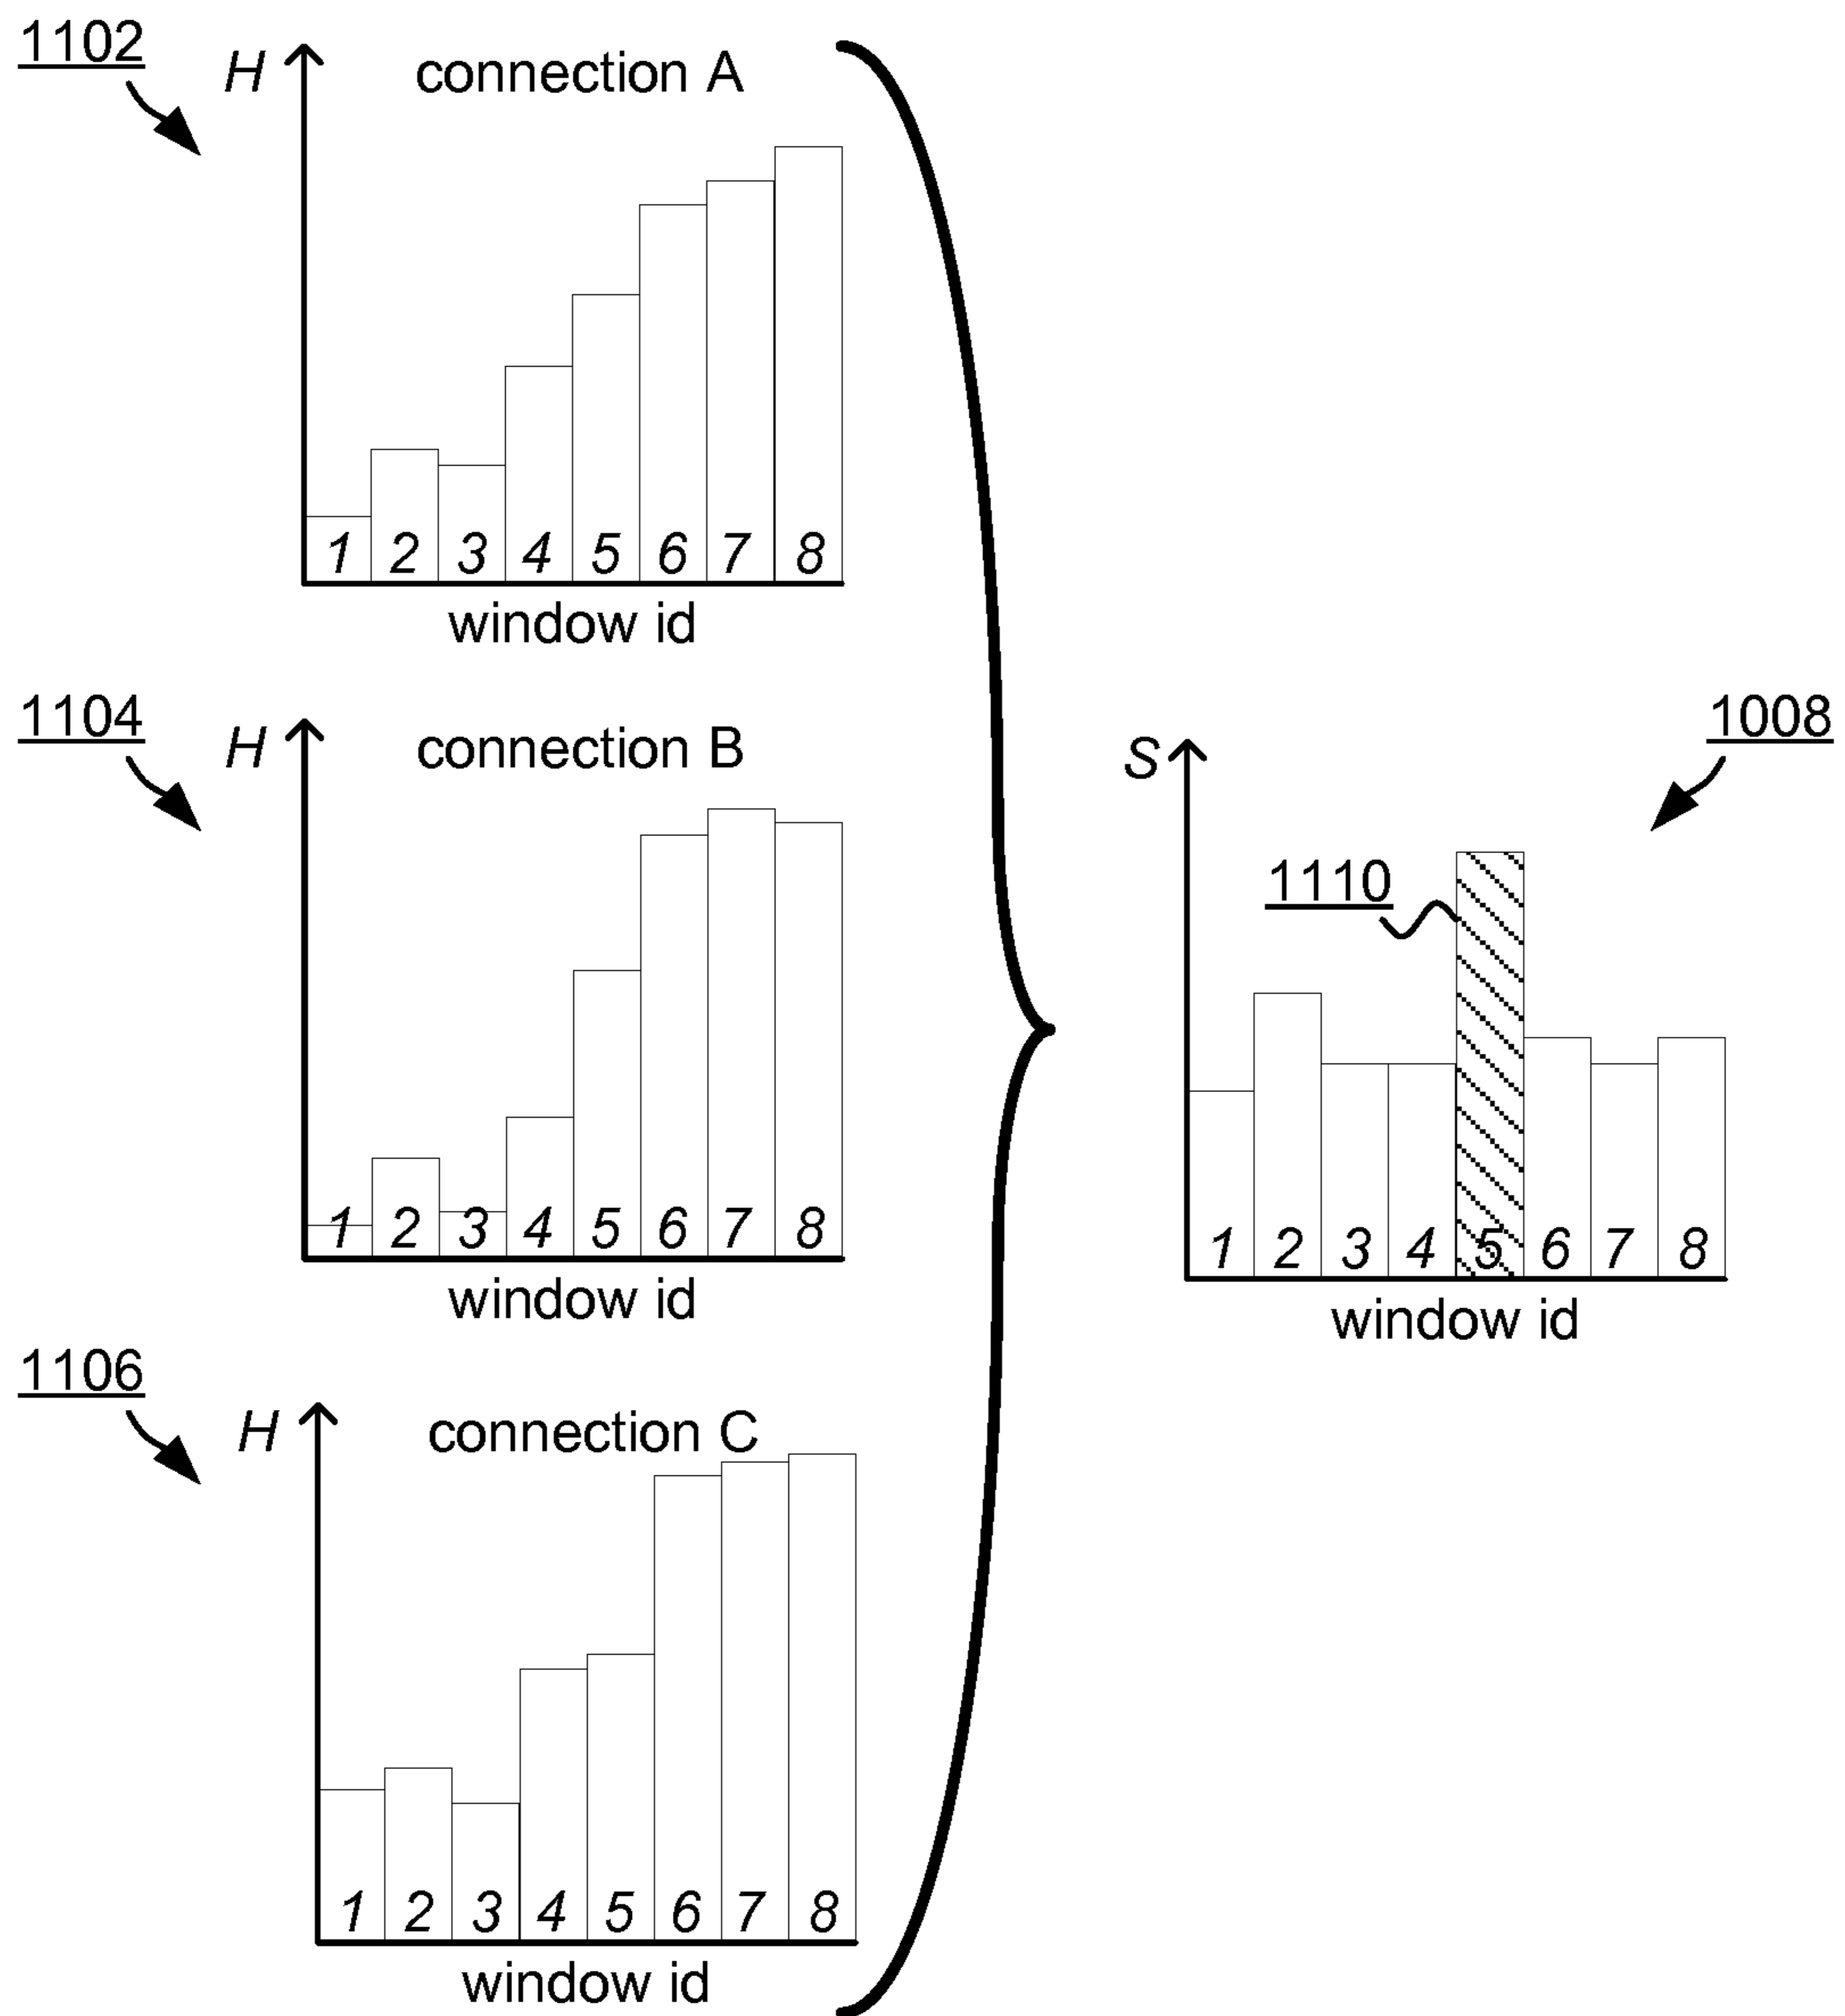 1102
H
connection A
1 2 3 4 5 6 7 8
window id
1104
H
connection B
1 2 3 4 5 6 7 8
window id
1106
H
connection C
1 2 3 4 5 6 7 8
window id
1008
S
1110
1 2 3 4 5 6 7 8
window id